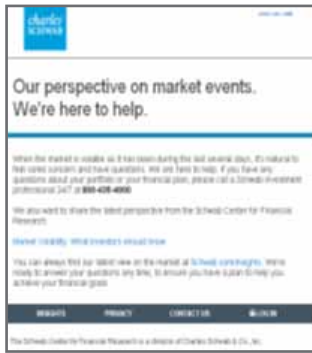 charles
SCHWAB
Our perspective on market events.
We're here to help.
When the market is volatile as it has been during the last several days, it's natural to
feel some concern and have questions. We are here to help. If you have any
questions about your portfolio or your financial plan, please call a Schwab investment
professional 24/7 at
We also want to share the latest perspective from the Schwab Center for Financial
Research:
Market Volatility: What Investors Should Know
You can always find our latest view on the market at Schwab.com/insights. We're
ready to answer your questions any time, to ensure you have a plan to help you
achieve your financial goals.
INSIGHTS PRIVACY CONTACT US LOG IN
The Schwab Center for Financial Research is a division of Charles Schwab & Co., Inc.